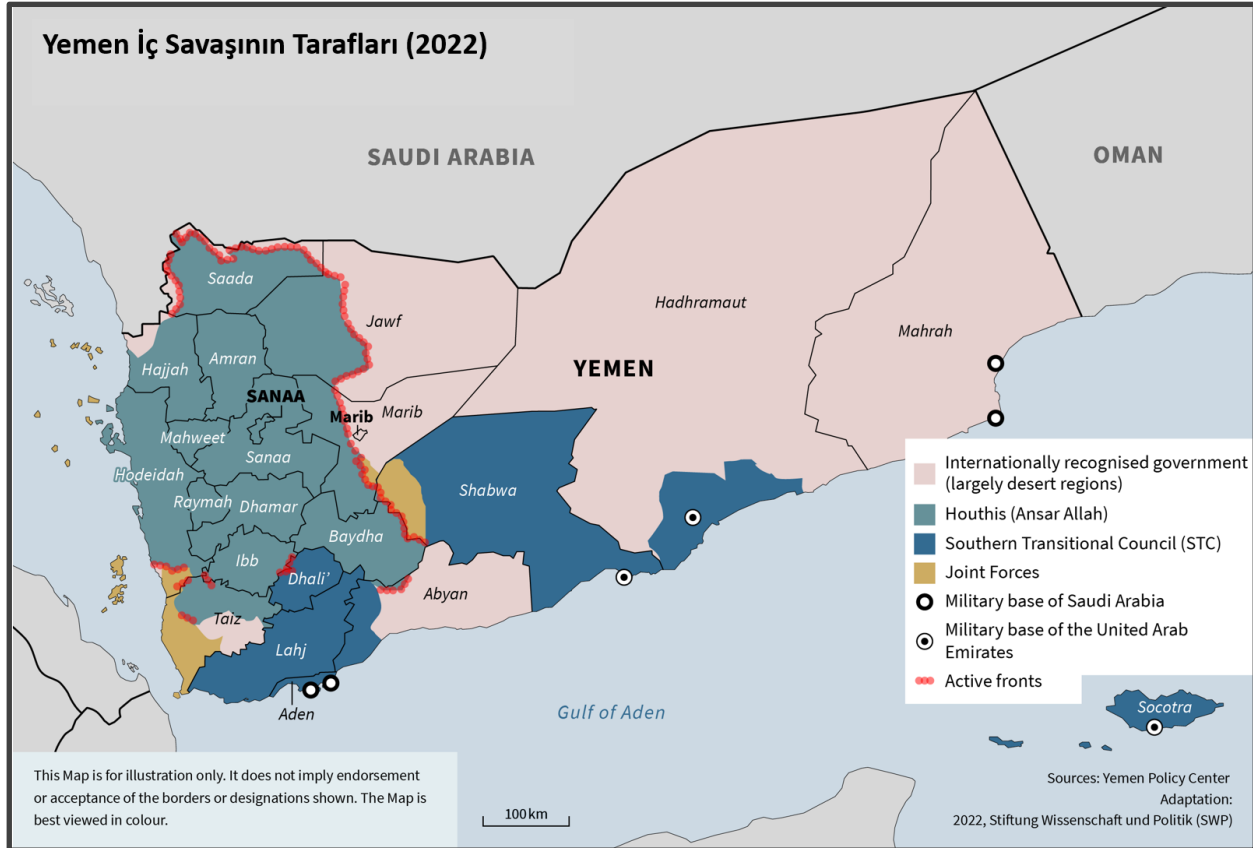 Yemen İç Savaşının Tarafları (2022)
SAUDI ARABIA
OMAN
Saada
Jawf
Hadhramaut
Mahrah
Hajjah
Amran
YEMEN
SANAA
Marib
Marib
Mahweet
Sanaa
Hodeidah
Raymah
Dhamar
Shabwa
Baydha
Ibb
Dhali’
Abyan
Taiz
Lahj
Aden
Gulf of Aden
Socotra
Internationally recognised government
(largely desert regions)
Houthis (Ansar Allah)
Southern Transitional Council (STC)
Joint Forces
Military base of Saudi Arabia
Military base of the United Arab
Emirates
Active fronts
This Map is for illustration only. It does not imply endorsement
or acceptance of the borders or designations shown. The Map is
best viewed in colour.
100 km
Sources: Yemen Policy Center
Adaptation:
2022, Stiftung Wissenschaft und Politik (SWP)